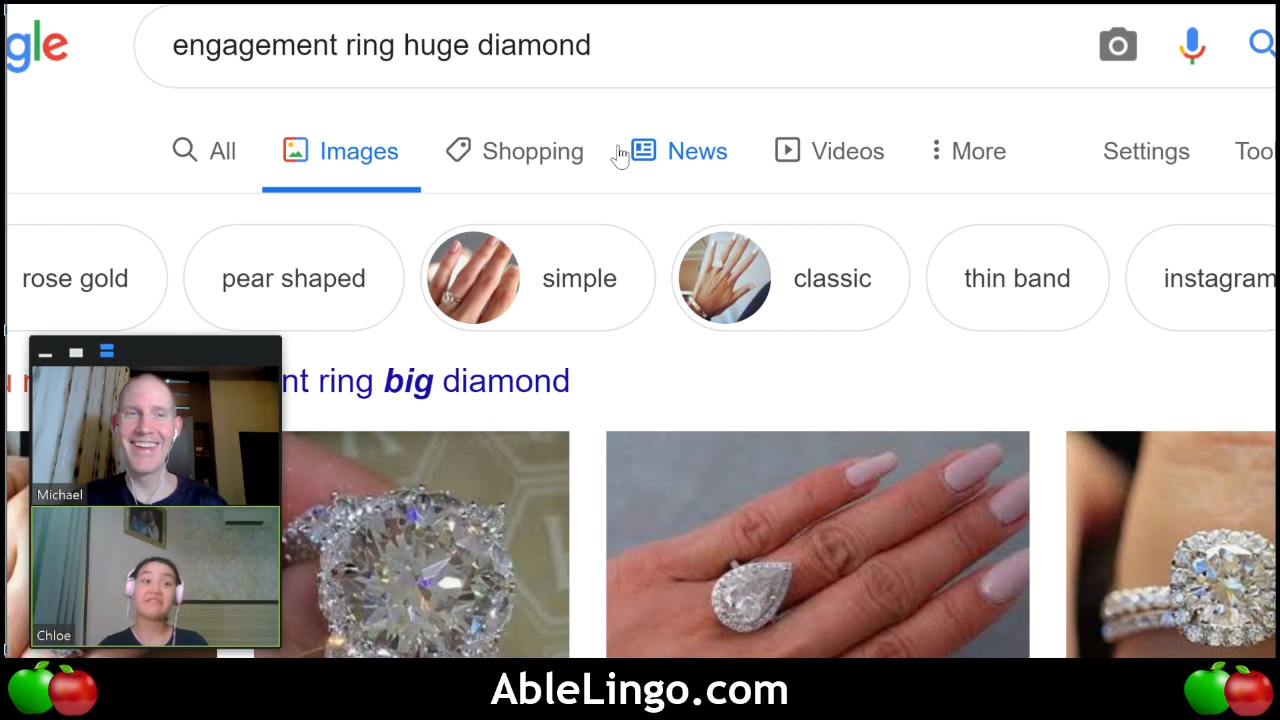 gle
engagement ring huge diamond
All Images Shopping News Videos More Settings Too
rose gold pear shaped simple classic thin band instagram
nt ring big diamond
Michael
Chloe
AbleLingo.com